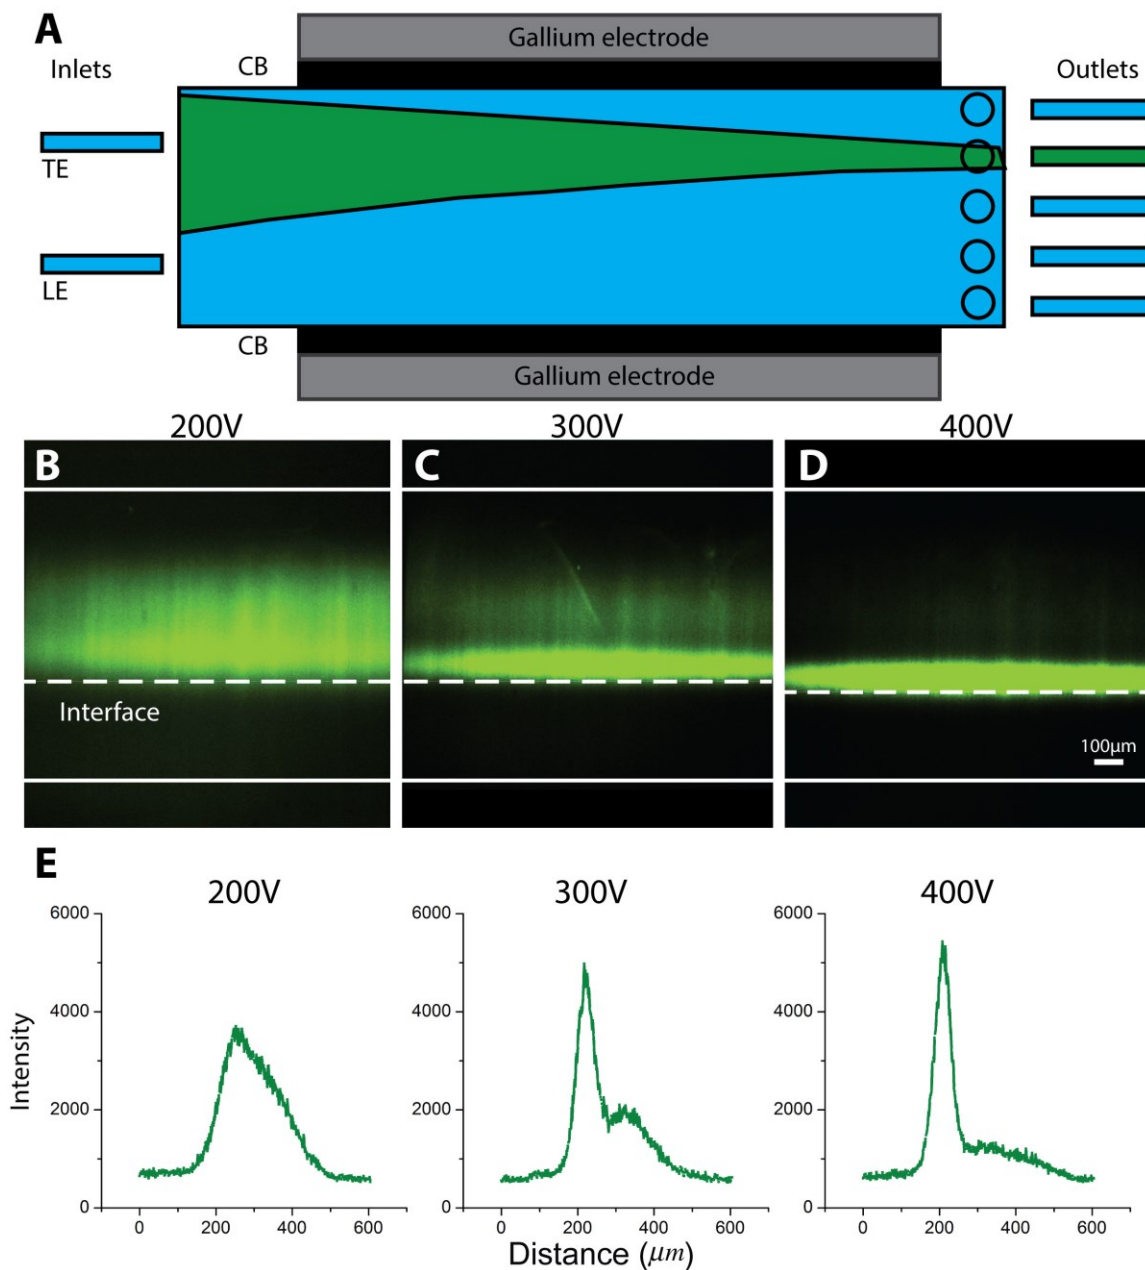 A
Gallium electrode
Inlets
CB
Outlets
TE
LE
CB
Gallium electrode
200V
300V
400V
B
C
D
Interface
100µm
E
200V
300V
400V
6000
4000
2000
0
Intensity
0 200 400 600
6000
4000
2000
0
0 200 400 600
6000
4000
2000
0
0 200 400 600
Distance (µm)